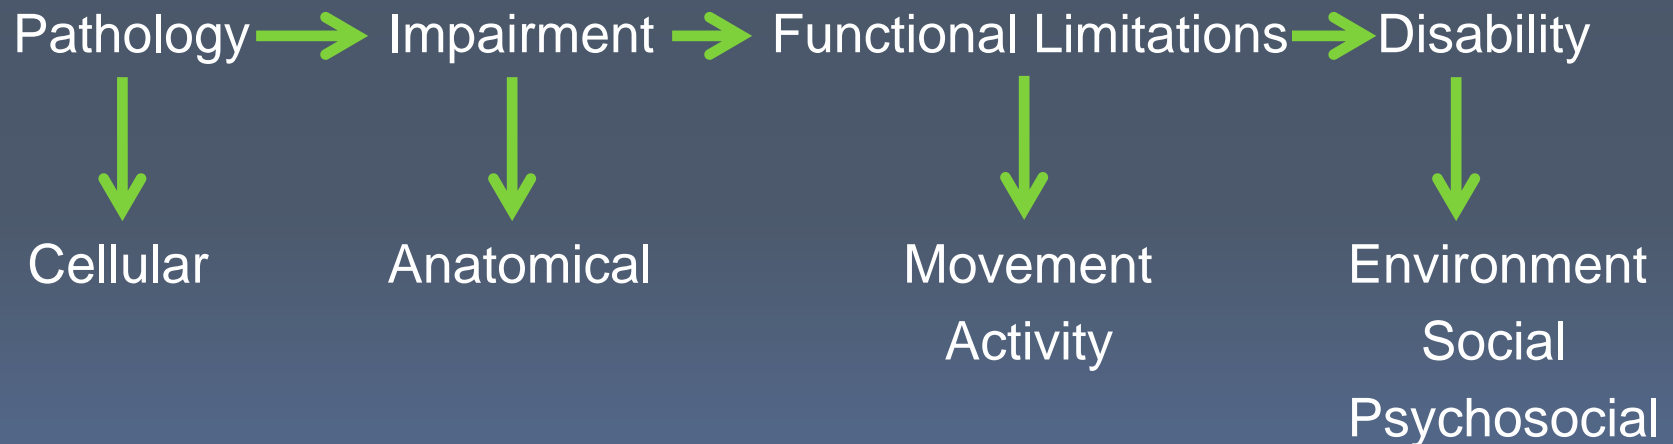 Pathology Impairment Functional Limitations Disability
Cellular Anatomical Movement Environment
Activity Social
Psychosocial